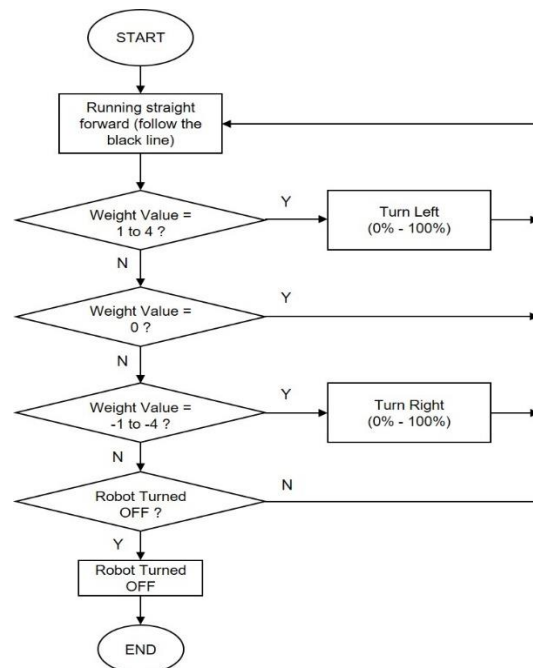 START
Running straight
forward (follow the
black line)
Weight Value =
1 to 4 ?
Y
Turn Left
(0% - 100%)
N
Weight Value =
0 ?
Y
N
Weight Value =
-1 to -4 ?
Y
Turn Right
(0% - 100%)
N
Robot Turned
OFF ?
N
Y
Robot Turned
OFF
END